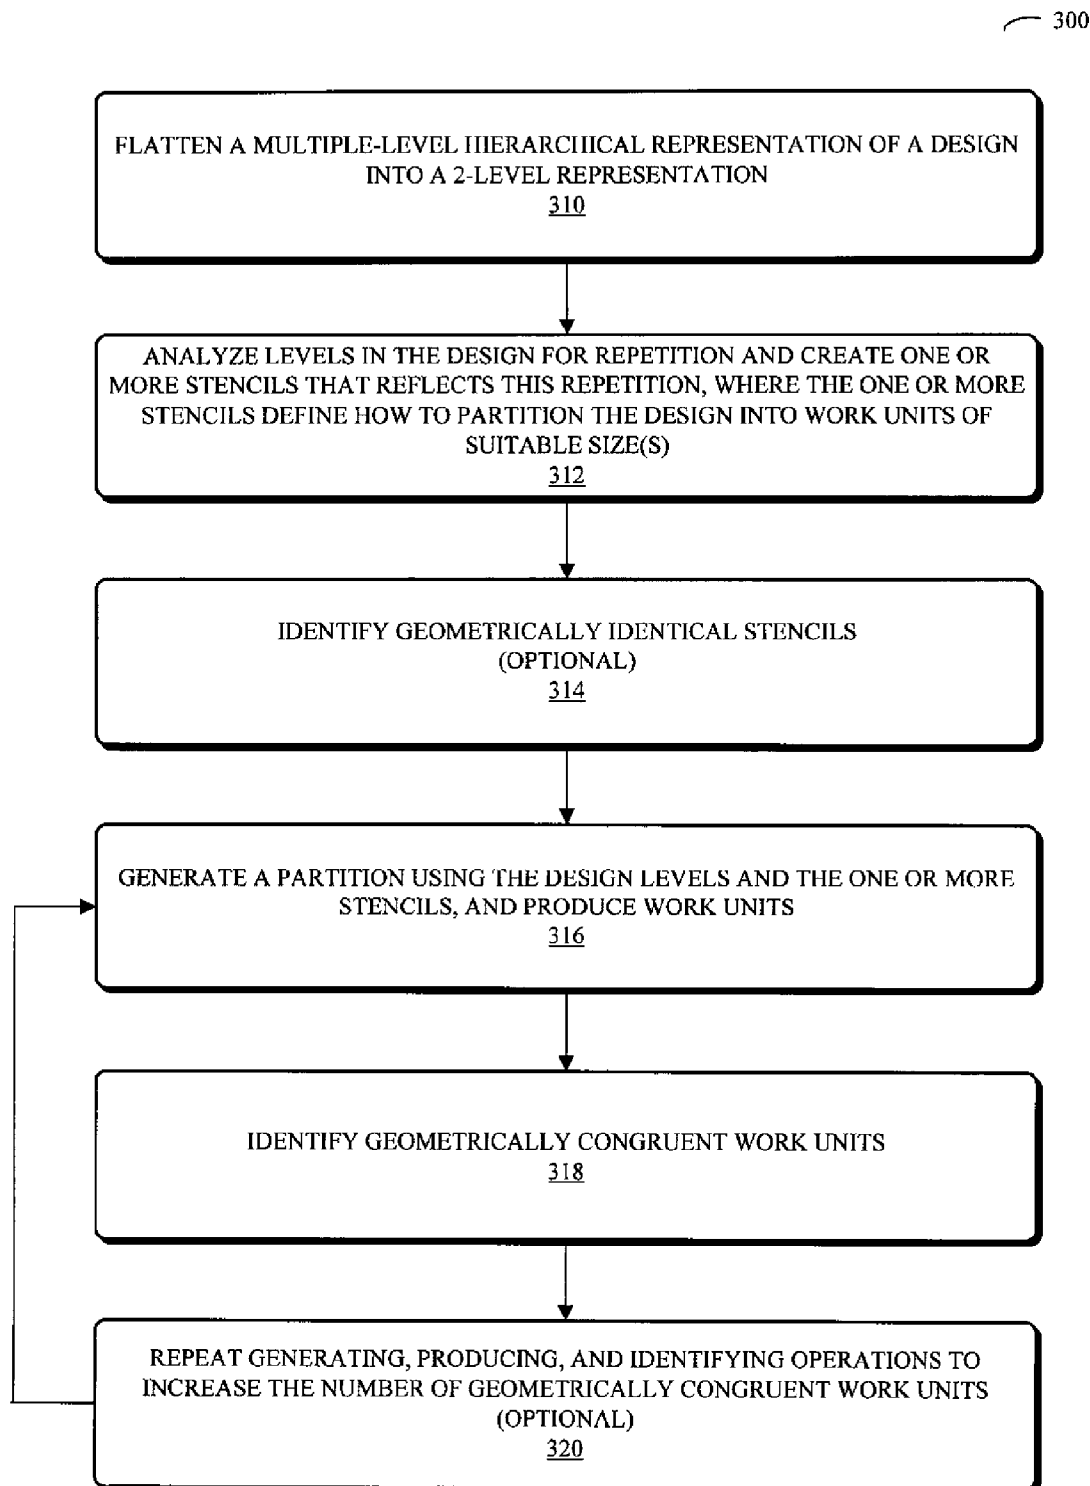 300
FLATTEN A MULTIPLE-LEVEL HIERARCHICAL REPRESENTATION OF A DESIGN
INTO A 2-LEVEL REPRESENTATION
310
ANALYZE LEVELS IN THE DESIGN FOR REPETITION AND CREATE ONE OR
MORE STENCILS THAT REFLECTS THIS REPETITION, WHERE THE ONE OR MORE
STENCILS DEFINE HOW TO PARTITION THE DESIGN INTO WORK UNITS OF
SUITABLE SIZE(S)
312
IDENTIFY GEOMETRICALLY IDENTICAL STENCILS
(OPTIONAL)
314
GENERATE A PARTITION USING THE DESIGN LEVELS AND THE ONE OR MORE
STENCILS, AND PRODUCE WORK UNITS
316
IDENTIFY GEOMETRICALLY CONGRUENT WORK UNITS
318
REPEAT GENERATING, PRODUCING, AND IDENTIFYING OPERATIONS TO
INCREASE THE NUMBER OF GEOMETRICALLY CONGRUENT WORK UNITS
(OPTIONAL)
320